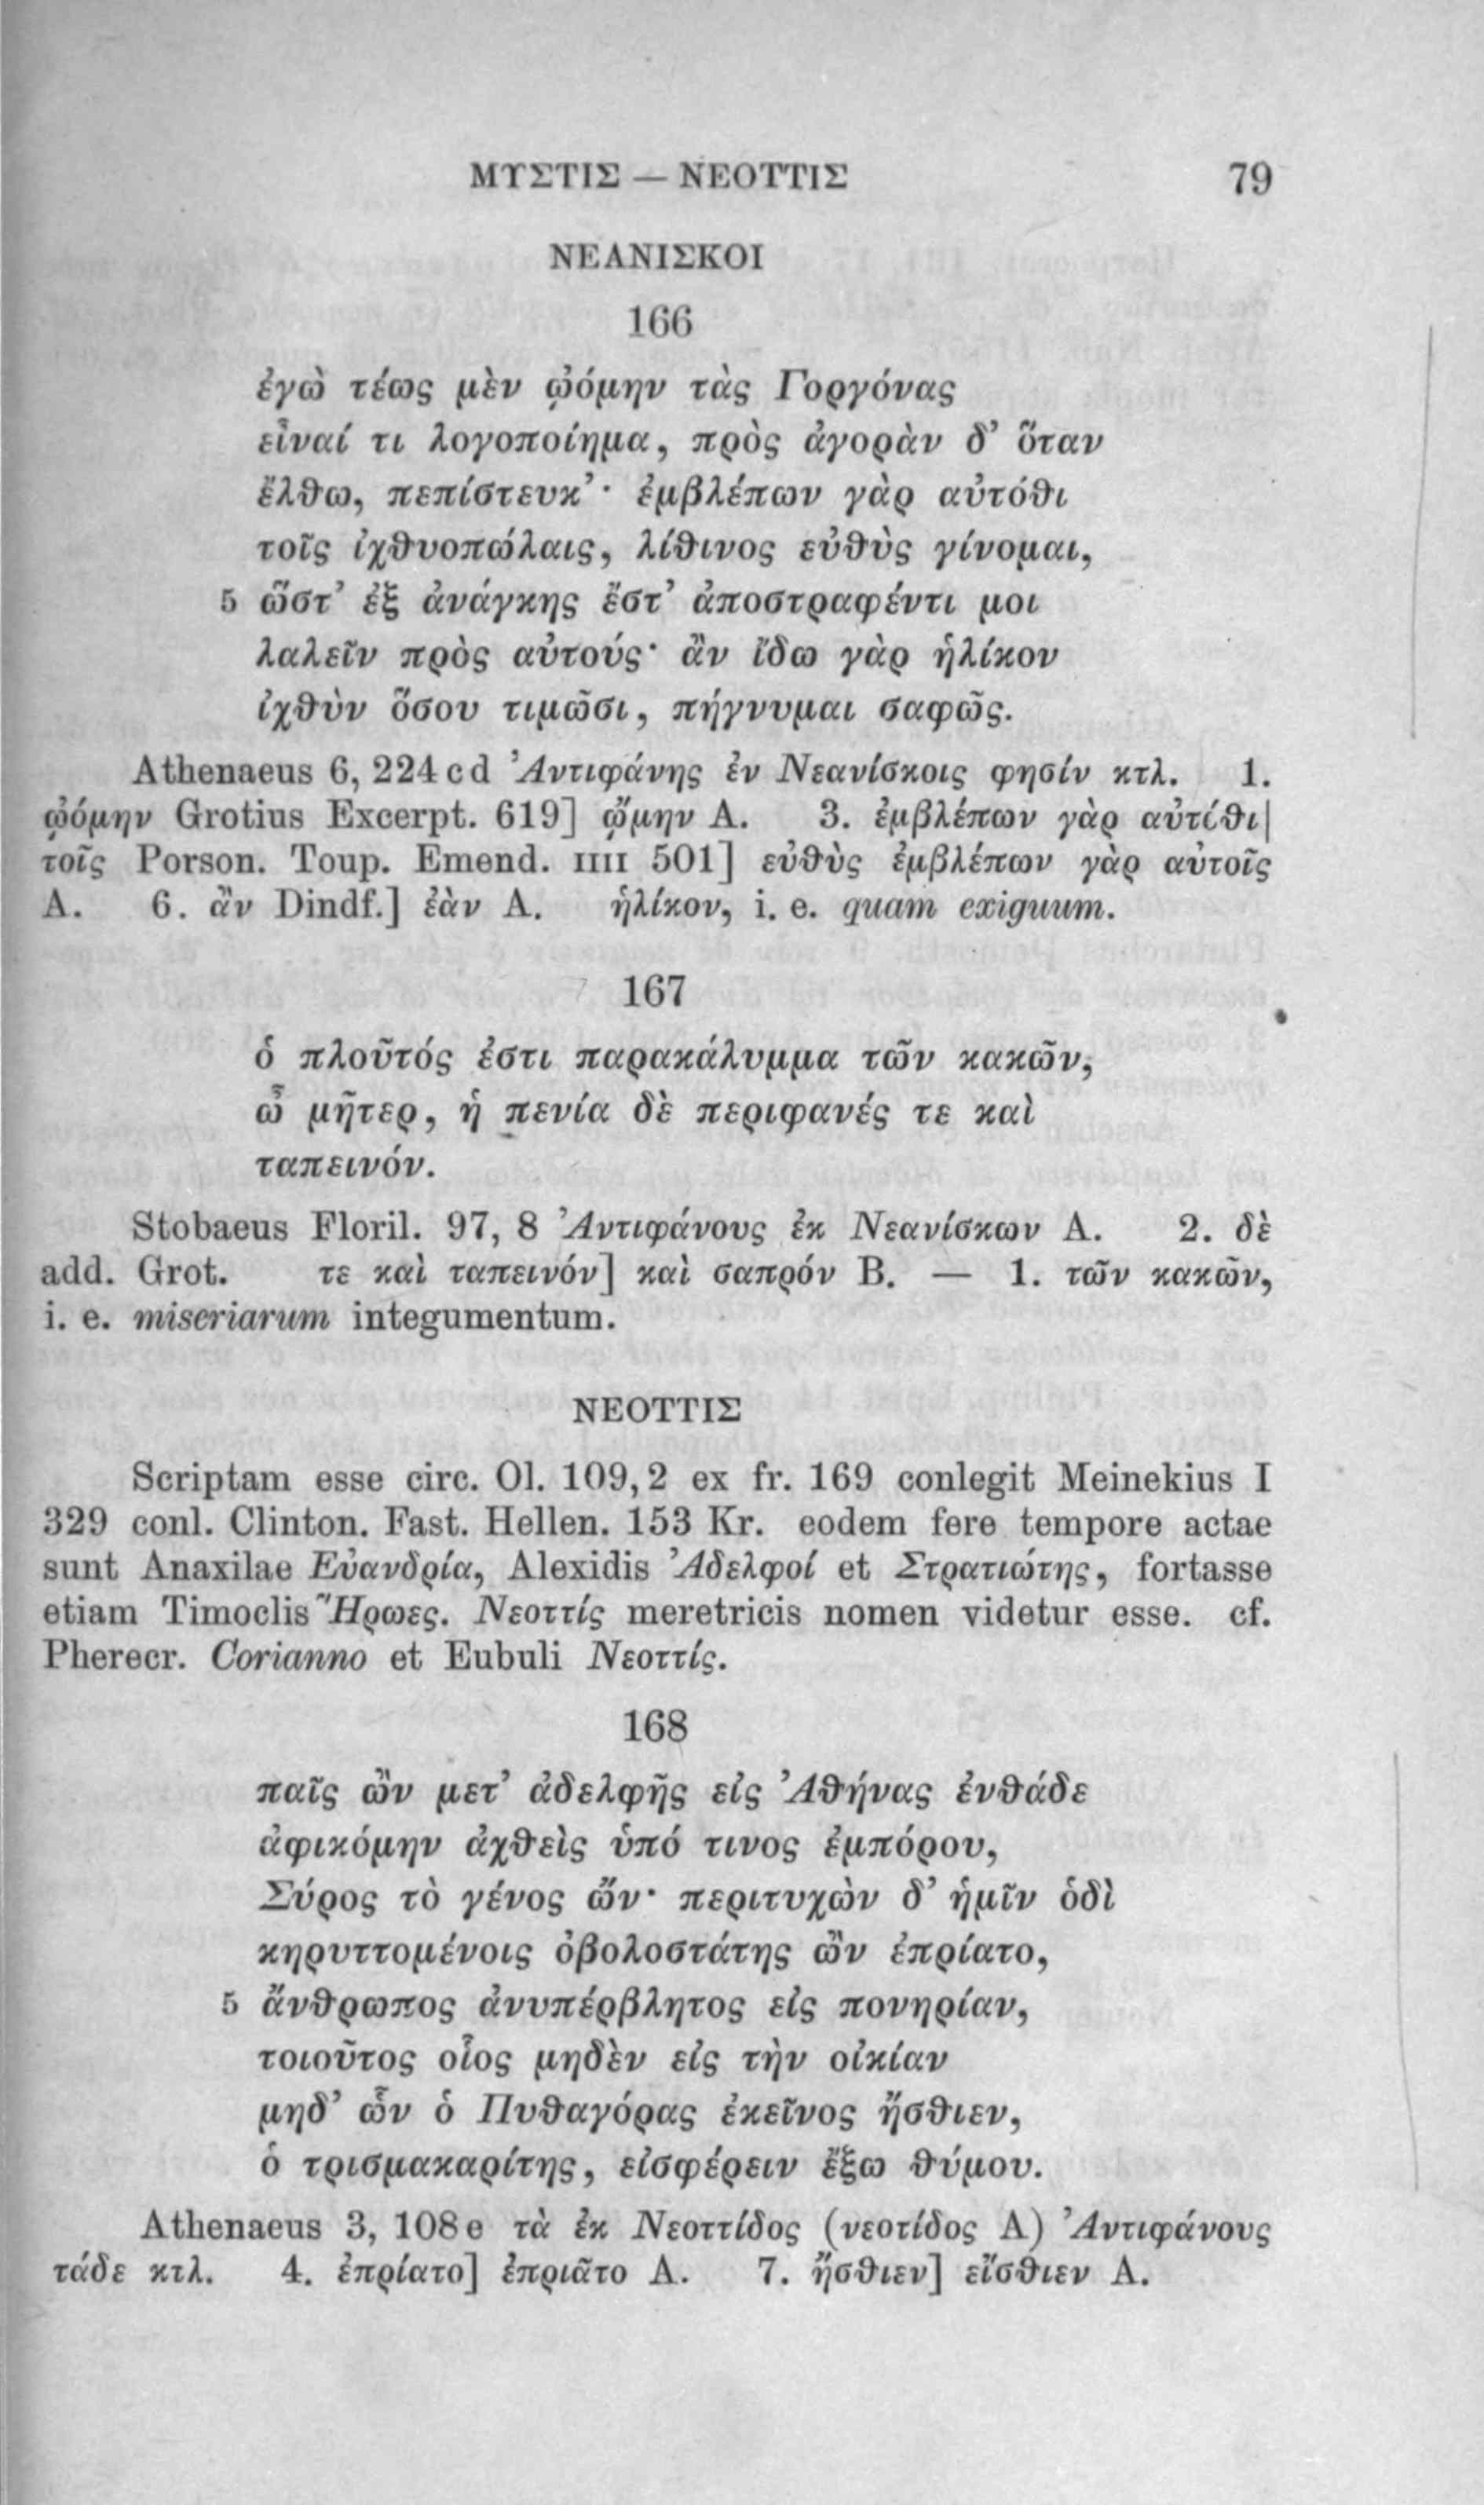 ΜΥΣΤΙΣ — ΝΕΟΤΤΙΣ 79
ΝΕΑΝΙΣΚΟΙ
166
ἐγὼ τέως μὲν ᾠόμην τὰς Γοργόνας
εἶναί τι λογοποίημα, πρὸς ἀγορὰν δ’ ὅταν
ἔλθω, πεπίστευκ’· ἐμβλέπων γὰρ αὐτόθι
τοῖς ἰχθυοπώλαις, λίθινος εὐθὺς γίνομαι,
5 ὥστ’ ἐξ ἀνάγκης ἔστ’ ἀποστραφέντι μοι
λαλεῖν πρὸς αὐτούς· ἂν ἴδω γὰρ ἡλίκον
ἰχθὺν ὅσου τιμῶσι, πήγνυμαι σαφῶς.
Athenaeus 6, 224 c d Ἀντιφάνης ἐν Νεανίσκοις φησίν κτλ. 1.
ᾠόμην Grotius Excerpt. 619] ᾤμην A. 3. ἐμβλέπων γὰρ αὐτόθι|
τοῖς Porson. Toup. Emend. IIII 501] εὐθὺς ἐμβλέπων γὰρ αὐτοῖς
A. 6. ἂν Dindf.] ἐὰν A. ἡλίκον, i. e. quam exiguum.
167
ὁ πλοῦτός ἐστι παρακάλυμμα τῶν κακῶν,
ὦ μῆτερ, ἡ πενία δὲ περιφανές τε καὶ
ταπεινόν.
Stobaeus Floril. 97, 8 Ἀντιφάνους ἐκ Νεανίσκων A. 2. δὲ
add. Grot. τε καὶ ταπεινόν] καὶ σαπρόν B. — 1. τῶν κακῶν,
i. e. miseriarum integumentum.
ΝΕΟΤΤΙΣ
Scriptam esse circ. Ol. 109,2 ex fr. 169 conlegit Meinekius I
329 conl. Clinton. Fast. Hellen. 153 Kr. eodem fere tempore actae
sunt Anaxilae Εὐανδρία, Alexidis Ἀδελφοί et Στρατιώτης, fortasse
etiam Timoclis Ἥρωες. Νεοττίς meretricis nomen videtur esse. cf.
Pherecr. Corianno et Eubuli Νεοττίς.
168
παῖς ὢν μετ’ ἀδελφῆς εἰς Ἀθήνας ἐνθάδε
ἀφικόμην ἀχθεὶς ὑπό τινος ἐμπόρου,
Σύρος τὸ γένος ὤν· περιτυχὼν δ’ ἡμῖν ὁδὶ
κηρυττομένοις ὀβολοστάτης ὢν ἐπρίατο,
5 ἄνθρωπος ἀνυπέρβλητος εἰς πονηρίαν,
τοιοῦτος οἷος μηδὲν εἰς τὴν οἰκίαν
μηδ’ ὧν ὁ Πυθαγόρας ἐκεῖνος ἤσθιεν,
ὁ τρισμακαρίτης, εἰσφέρειν ἔξω θύμου.
Athenaeus 3, 108 e τὰ ἐκ Νεοττίδος (νεοτίδος A) Ἀντιφάνους
τάδε κτλ. 4. ἐπρίατο] ἐπριᾶτο A. 7. ἤσθιεν] εἴσθιεν A.